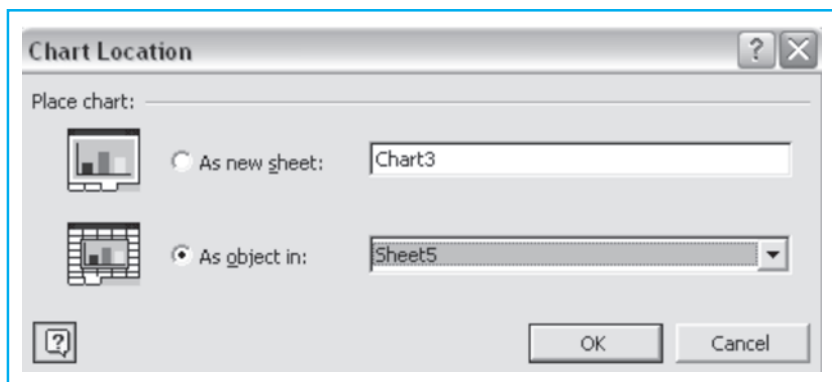 Chart Location
Place chart:
As new sheet: Chart3
As object in: Sheet5
OK Cancel